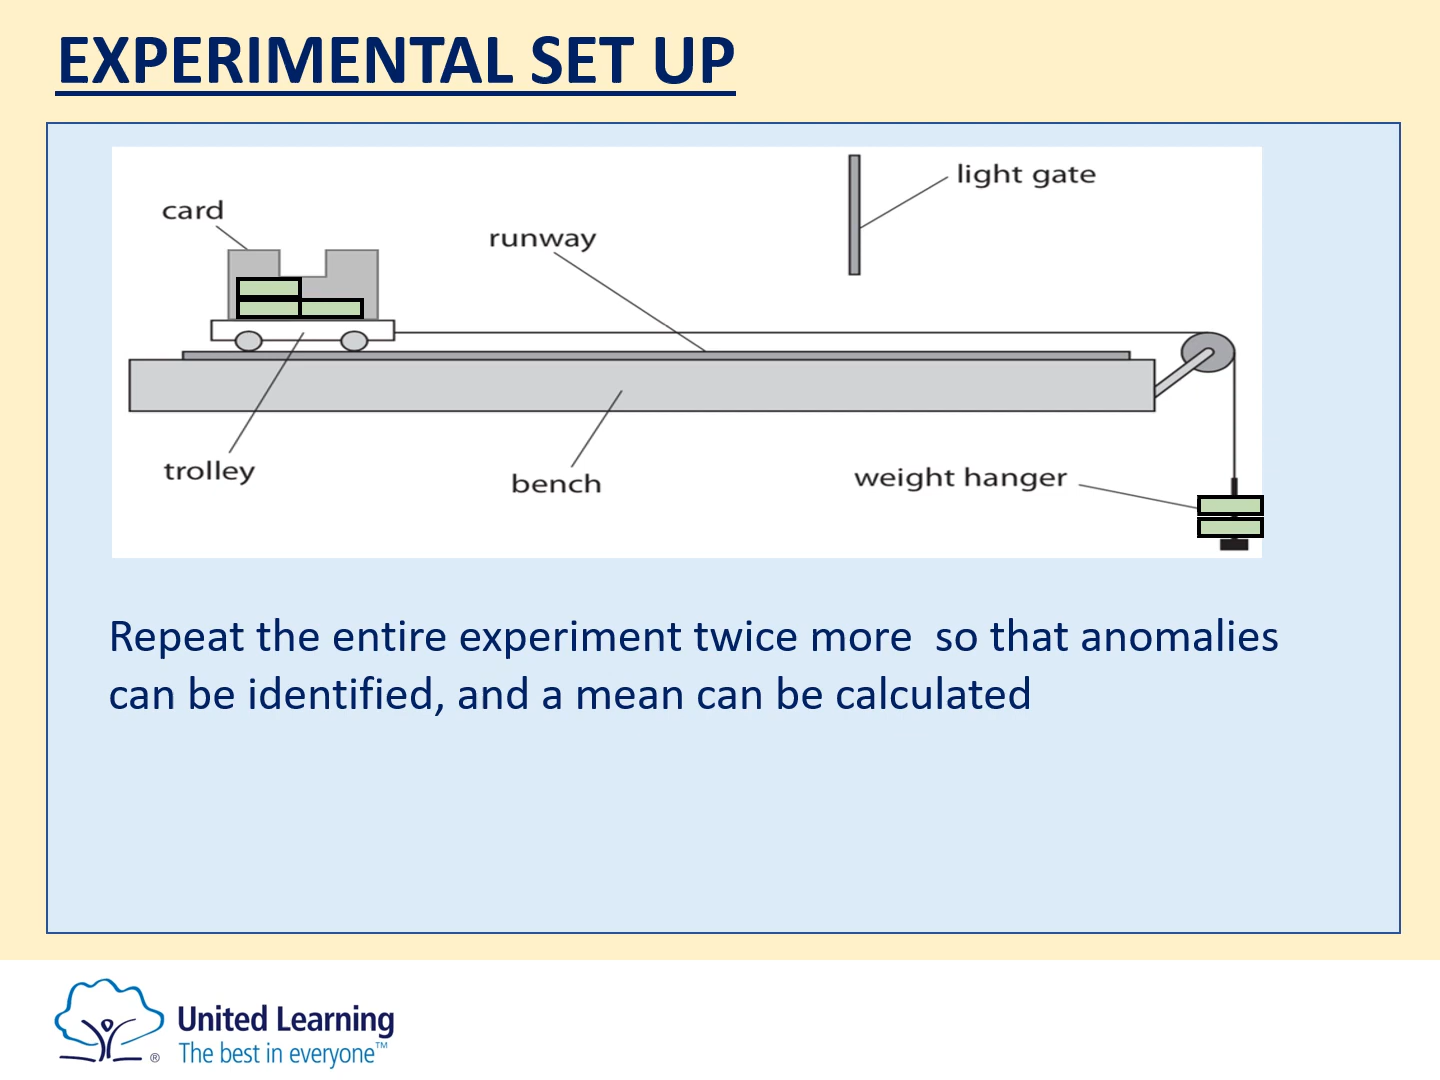 EXPERIMENTAL SET UP
light gate
card
runway
trolley
bench
weight hanger
Repeat the entire experiment twice more  so that anomalies
can be identified, and a mean can be calculated
United Learning
The best in everyone™
®